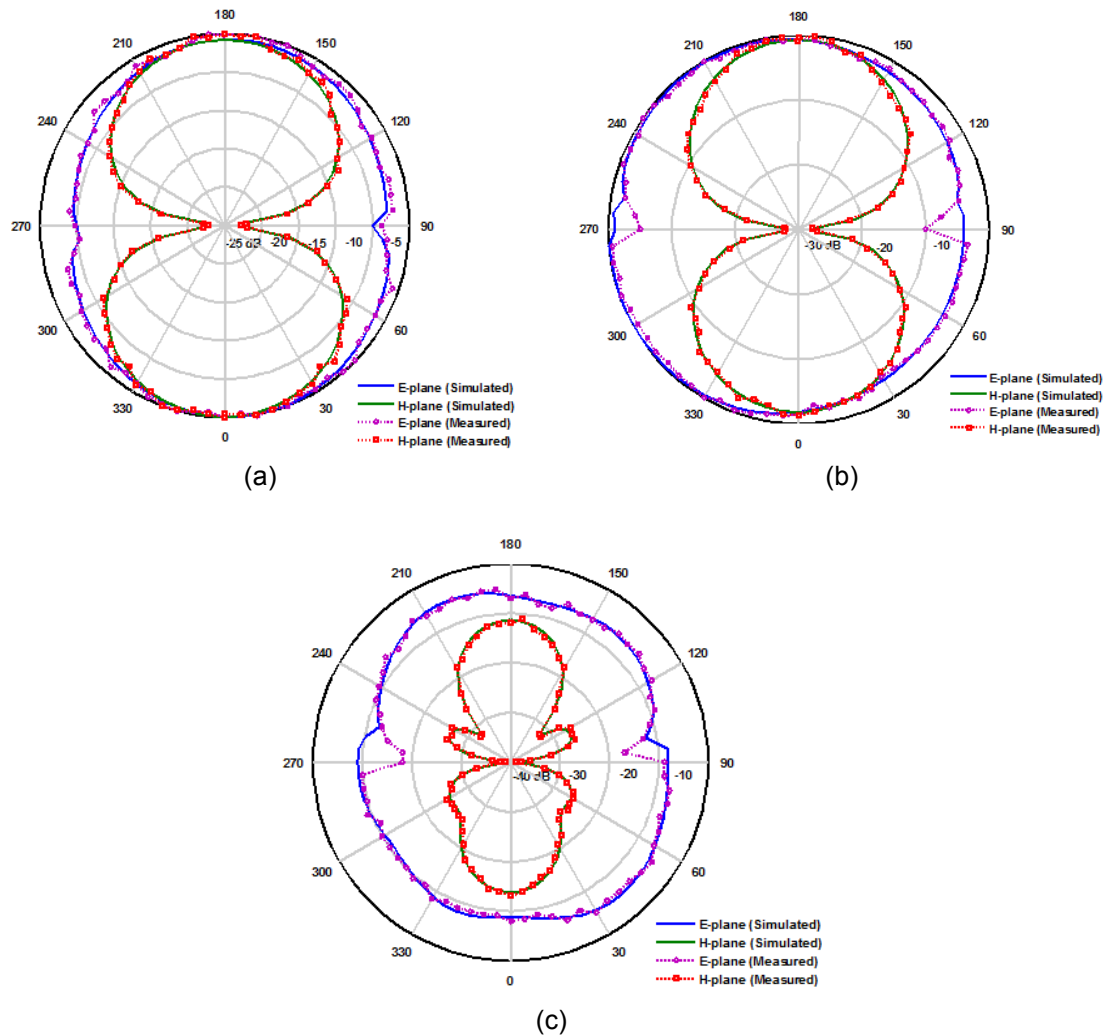 180
210
150
240
120
270
-25 dB
-20
-15
-10
-5
90
300
60
330
30
0
E-plane (Simulated)
H-plane (Simulated)
E-plane (Measured)
H-plane (Measured)
(a)
180
210
150
240
120
270
-30 dB
-20
-10
90
300
60
330
30
0
E-plane (Simulated)
H-plane (Simulated)
E-plane (Measured)
H-plane (Measured)
(b)
180
210
150
240
120
270
-40 dB
-30
-20
-10
90
300
60
330
30
0
E-plane (Simulated)
H-plane (Simulated)
E-plane (Measured)
H-plane (Measured)
(c)